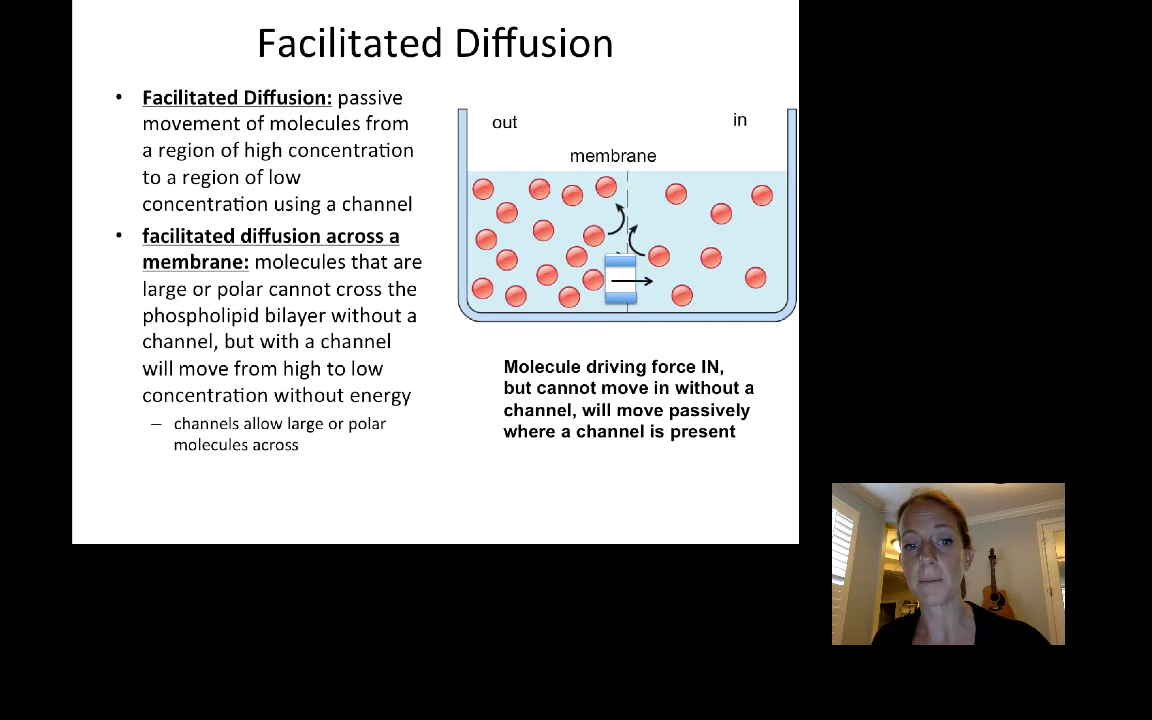 Facilitated Diffusion
• Facilitated Diffusion: passive
movement of molecules from
a region of high concentration
to a region of low
concentration using a channel
• facilitated diffusion across a
membrane: molecules that are
large or polar cannot cross the
phospholipid bilayer without a
channel, but with a channel
will move from high to low
concentration without energy
– channels allow large or polar
molecules across
out
in
membrane
Molecule driving force IN,
but cannot move in without a
channel, will move passively
where a channel is present